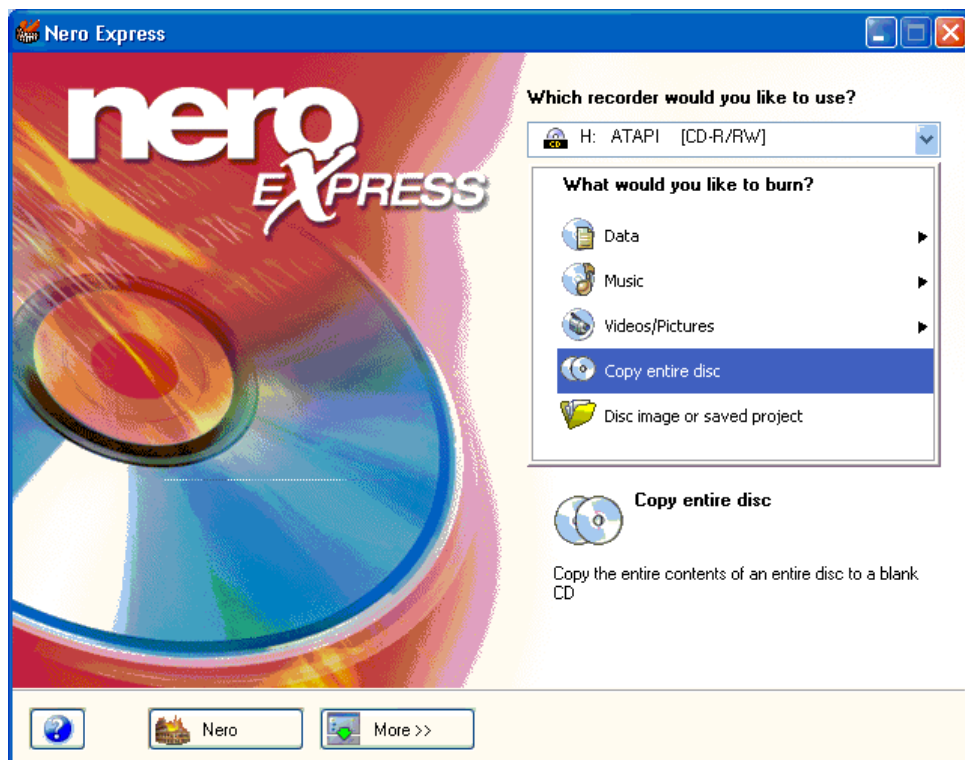 Nero Express
nero
EXPRESS
Which recorder would you like to use?
H: ATAPI [CD-R/RW]
What would you like to burn?
Data
Music
Videos/Pictures
Copy entire disc
Disc image or saved project
Copy entire disc
Copy the entire contents of an entire disc to a blank
CD
Nero
More >>